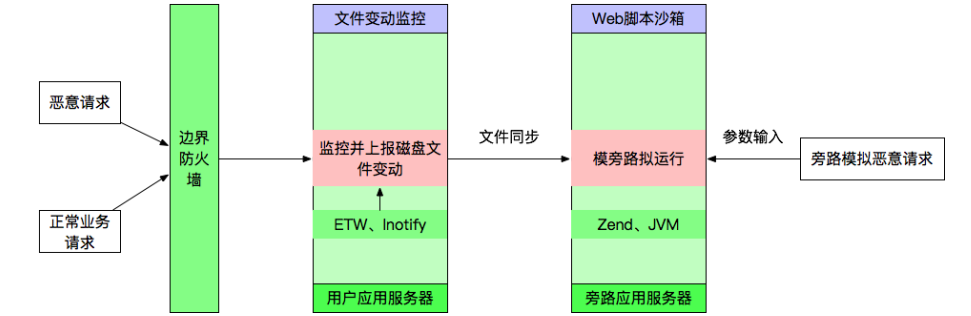 恶意请求
正常业务
请求
边界
防火
墙
文件变动监控
监控并上报磁盘文
件变动
ETW、Inotify
用户应用服务器
文件同步
Web脚本沙箱
模旁路拟运行
Zend、JVM
旁路应用服务器
参数输入
旁路模拟恶意请求